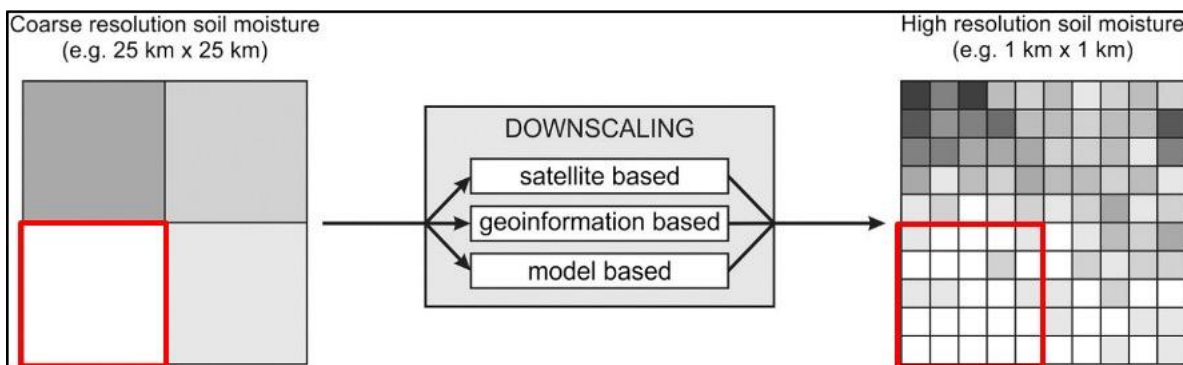 Coarse resolution soil moisture
(e.g. 25 km x 25 km)
DOWNSCALING
satellite based
geoinformation based
model based
High resolution soil moisture
(e.g. 1 km x 1 km)